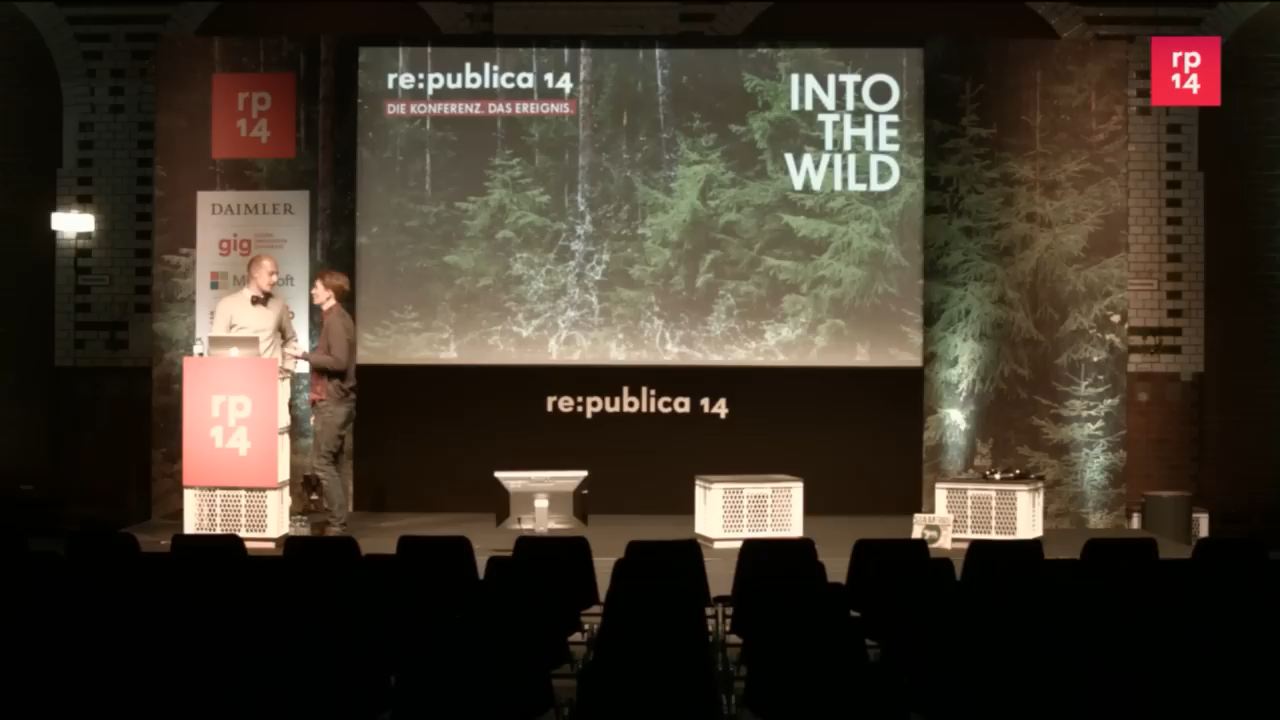 re:publica 14
DIE KONFERENZ. DAS EREIGNIS.
INTO
THE
WILD
rp
14
rp
14
DAIMLER
gig
re:publica 14
rp
14